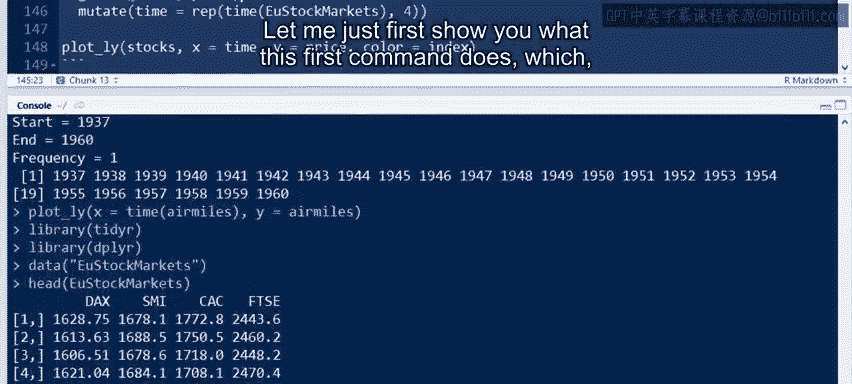 146 mutate(time = rep(time(EuStockMarkets), 4))
GPT中英字幕课程资源@b111b111.com
147
148 plot_ly(stocks, x = time, y = price, color = index)
149 ```
Let me just first show you what
this first command does, which,
145:23 Chunk 13 R Markdown
Console ~/
Start = 1937
End = 1960
Frequency = 1
[1] 1937 1938 1939 1940 1941 1942 1943 1944 1945 1946 1947 1948 1949 1950 1951 1952 1953 1954
[19] 1955 1956 1957 1958 1959 1960
> plot_ly(x = time(airmiles), y = airmiles)
> library(tidyr)
> library(dplyr)
> data("EuStockMarkets")
> head(EuStockMarkets)
DAX SMI CAC FTSE
[1,] 1628.75 1678.1 1772.8 2443.6
[2,] 1613.63 1688.5 1750.5 2460.2
[3,] 1606.51 1678.6 1718.0 2448.2
[4,] 1621.04 1684.1 1708.1 2470.4